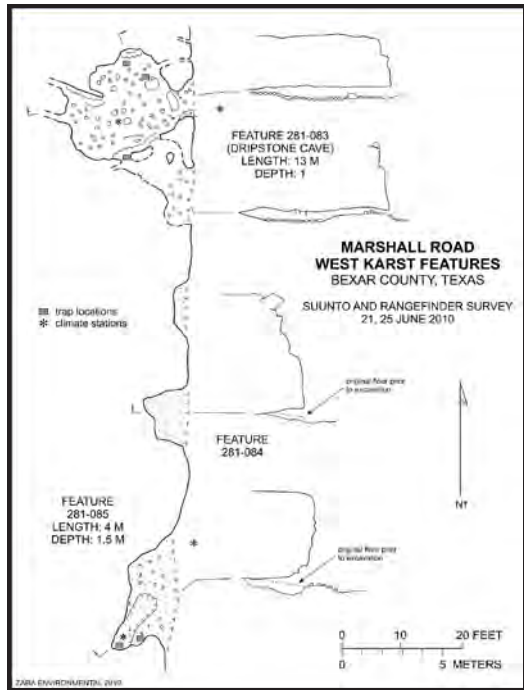 FEATURE 281-083
(DRIPSTONE CAVE)
LENGTH: 13 M
DEPTH: 1
MARSHALL ROAD
WEST KARST FEATURES
BEXAR COUNTY, TEXAS
SUUNTO AND RANGEFINDER SURVEY
21, 25 JUNE 2010
trap locations
* climate stations
original floor prior
to excavation
FEATURE
281-084
FEATURE
281-085
LENGTH: 4 M
DEPTH: 1.5 M
original floor prior
to excavation
0 10 20 FEET
0 5 METERS
ZARA ENVIRONMENTAL 2010